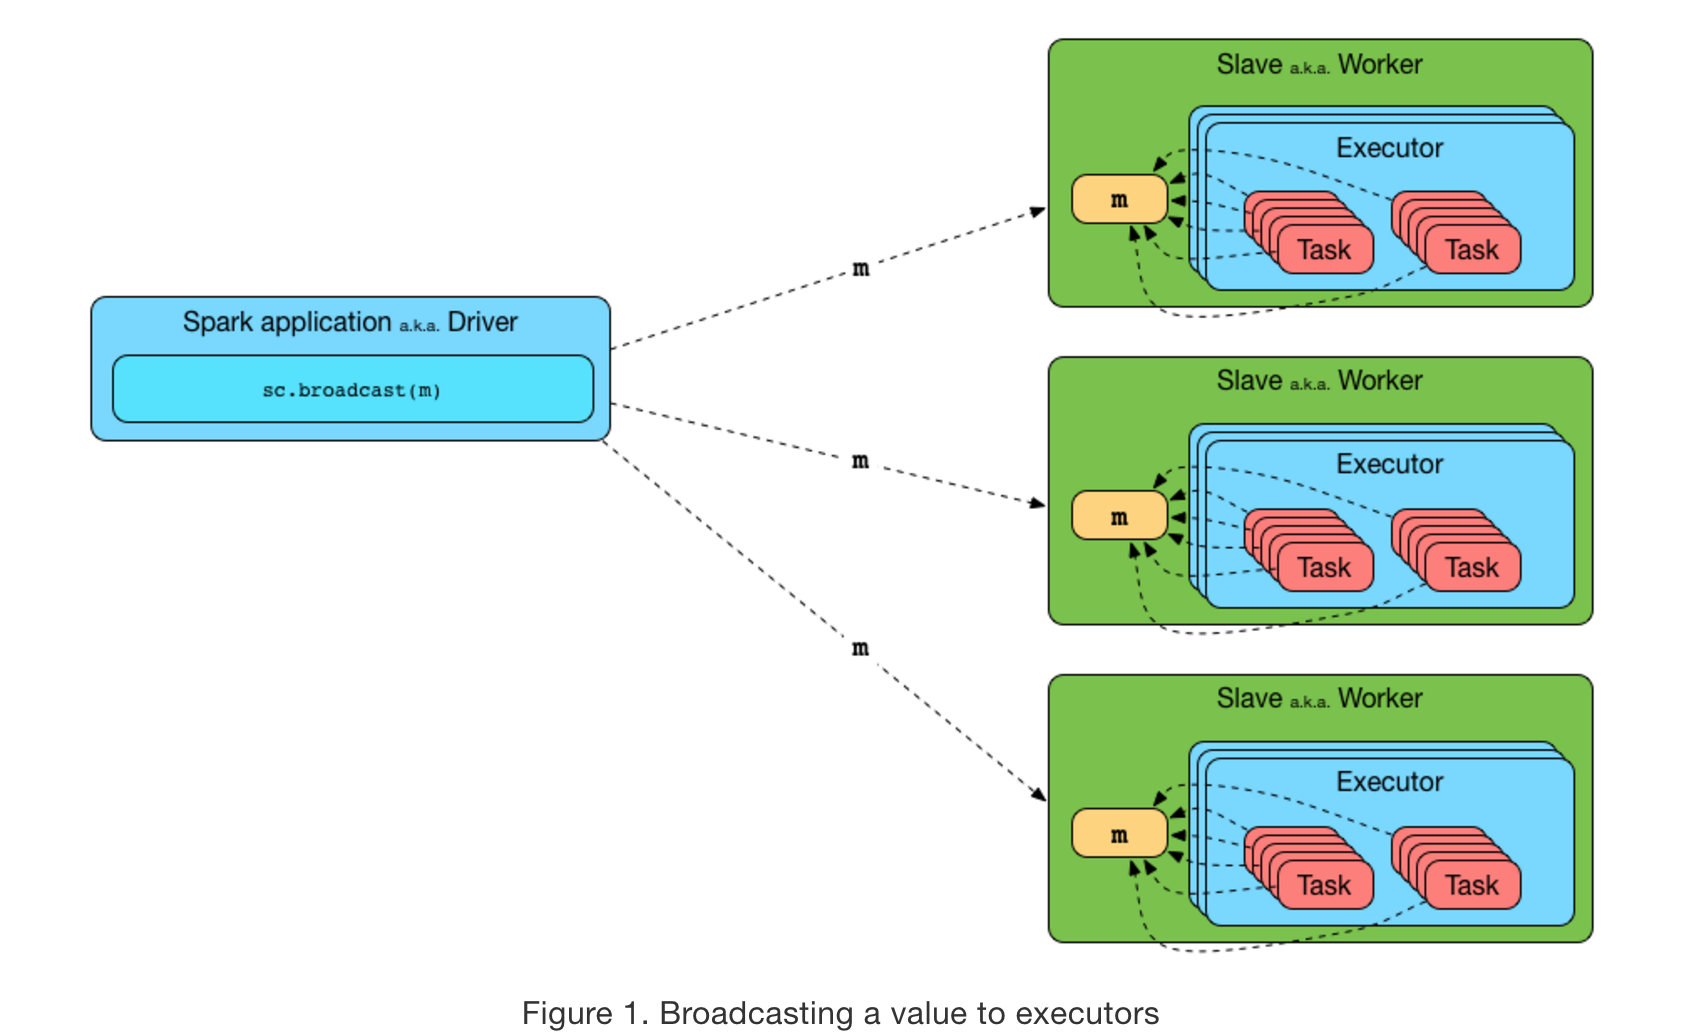 Spark application a.k.a. Driver
sc.broadcast(m)
m
m
m
Slave a.k.a. Worker
Executor
m
Task
Task
Slave a.k.a. Worker
Executor
m
Task
Task
Slave a.k.a. Worker
Executor
m
Task
Task
Figure 1. Broadcasting a value to executors